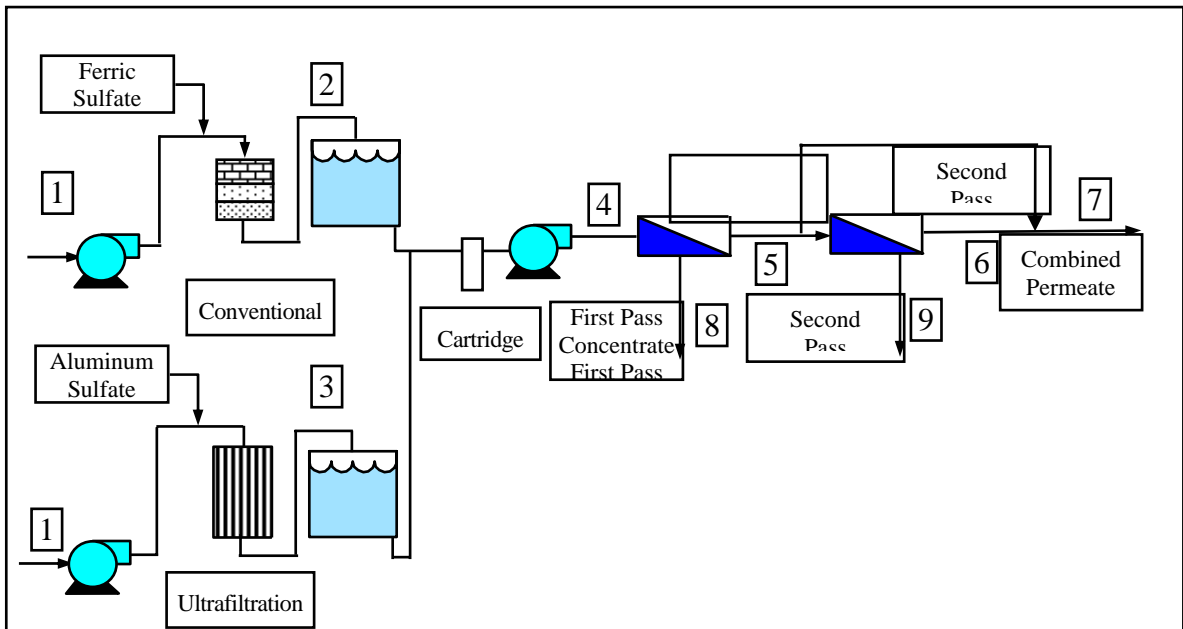 Ferric
Sulfate
2
1
Conventional
Aluminum
Sulfate
3
1
Ultrafiltration
Cartridge
4
5
First Pass
Concentrate
First Pass
8
Second
Pass
9
Second
Pass
6
7
Combined
Permeate